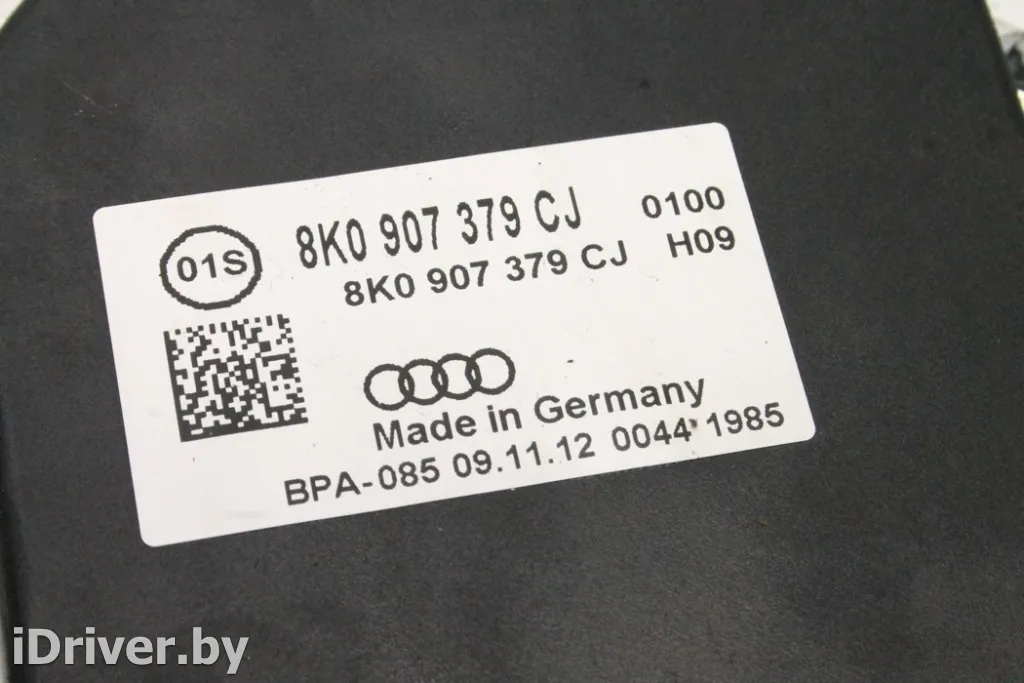 01S
8K0 907 379 CJ 0100
8K0 907 379 CJ H09
Made in Germany
BPA-085 09.11.12 0044 1985
iDriver.by